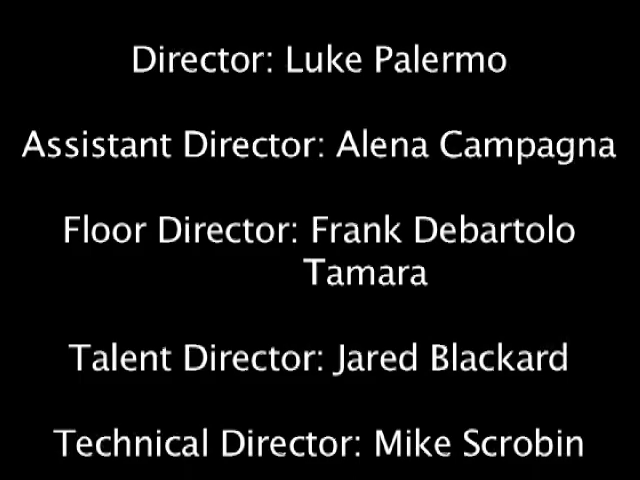 Director: Luke Palermo
Assistant Director: Alena Campagna
Floor Director: Frank Debartolo
Tamara
Talent Director: Jared Blackard
Technical Director: Mike Scrobin